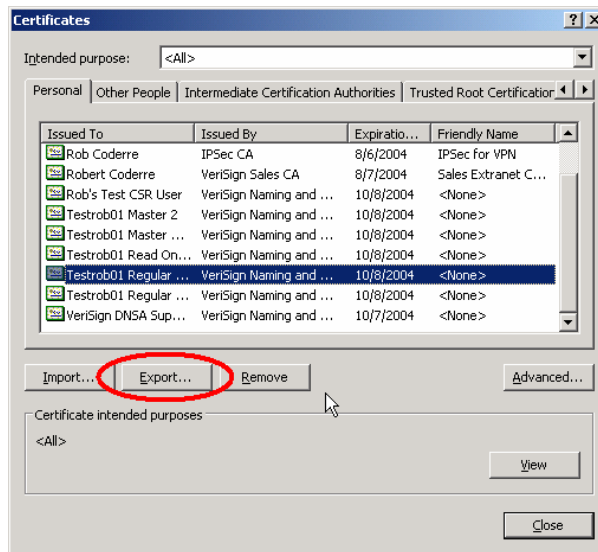 Certificates
Intended purpose: <All>
Personal Other People Intermediate Certification Authorities Trusted Root Certification
Issued To Issued By Expiratio... Friendly Name
Rob Coderre IPSec CA 8/6/2004 IPSec for VPN
Robert Coderre VeriSign Sales CA 8/7/2004 Sales Extranet C...
Rob's Test CSR User VeriSign Naming and ... 10/8/2004 <None>
Testrob01 Master 2 VeriSign Naming and ... 10/8/2004 <None>
Testrob01 Master ... VeriSign Naming and ... 10/8/2004 <None>
Testrob01 Read On... VeriSign Naming and ... 10/8/2004 <None>
Testrob01 Regular ... VeriSign Naming and ... 10/8/2004 <None>
Testrob01 Regular ... VeriSign Naming and ... 10/8/2004 <None>
VeriSign DNSA Sup... VeriSign Naming and ... 10/7/2004 <None>
Import... Export... Remove Advanced...
Certificate intended purposes
<All>
View
Close